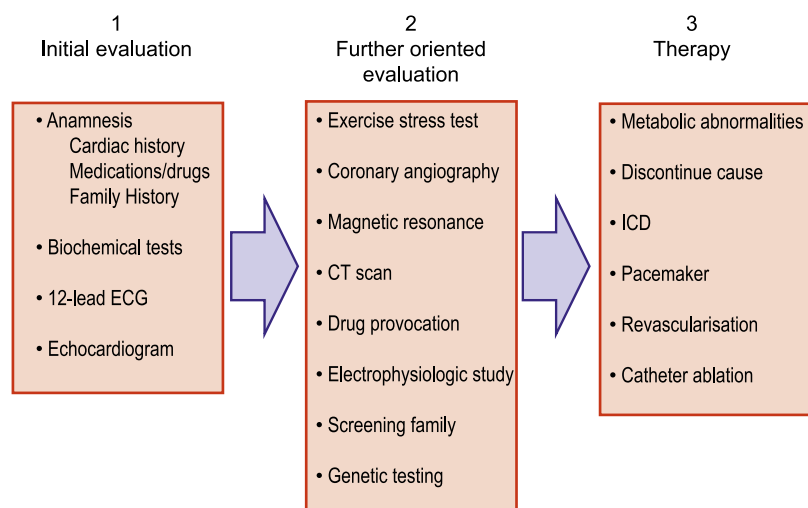 1
Initial evaluation
• Anamnesis
Cardiac history
Medications/drugs
Family History
• Biochemical tests
• 12-lead ECG
• Echocardiogram
2
Further oriented
evaluation
• Exercise stress test
• Coronary angiography
• Magnetic resonance
• CT scan
• Drug provocation
• Electrophysiologic study
• Screening family
• Genetic testing
3
Therapy
• Metabolic abnormalities
• Discontinue cause
• ICD
• Pacemaker
• Revascularisation
• Catheter ablation